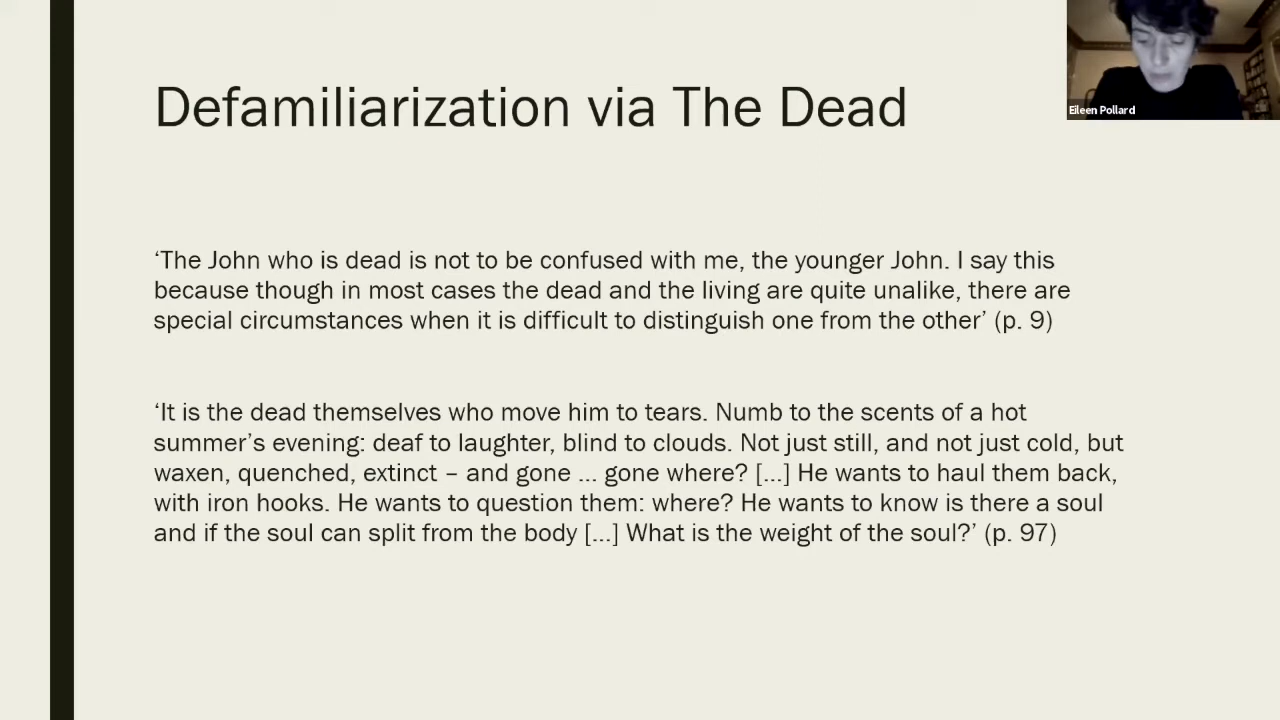 Defamiliarization via The Dead
Eileen Pollard
‘The John who is dead is not to be confused with me, the younger John. I say this
because though in most cases the dead and the living are quite unalike, there are
special circumstances when it is difficult to distinguish one from the other’ (p. 9)
‘It is the dead themselves who move him to tears. Numb to the scents of a hot
summer’s evening: deaf to laughter, blind to clouds. Not just still, and not just cold, but
waxen, quenched, extinct – and gone ... gone where? [...] He wants to haul them back,
with iron hooks. He wants to question them: where? He wants to know is there a soul
and if the soul can split from the body [...] What is the weight of the soul?’ (p. 97)